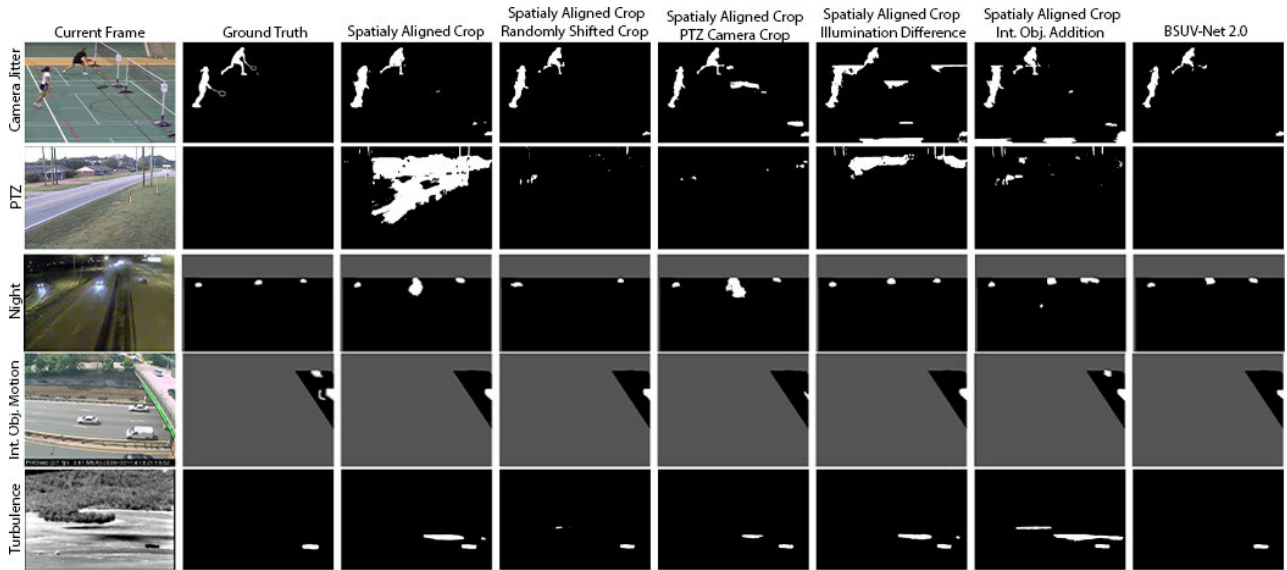 Current Frame
Ground Truth
Spatialy Aligned Crop
Spatialy Aligned Crop
Randomly Shifted Crop
Spatialy Aligned Crop
PTZ Camera Crop
Spatialy Aligned Crop
Illumination Difference
Spatialy Aligned Crop
Int. Obj. Addition
BSUV-Net 2.0
Camera Jitter
PTZ
Night
Int. Obj. Motion
Turbulence